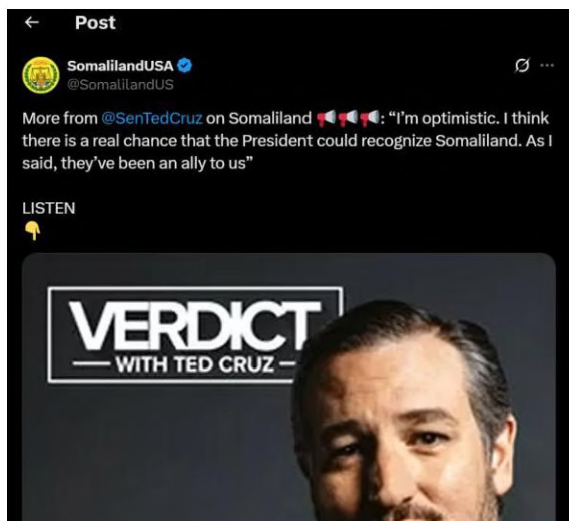 Post
SomalilandUSA
@SomalilandUS
More from @SenTedCruz on Somaliland 📢📢📢: “I’m optimistic. I think
there is a real chance that the President could recognize Somaliland. As I
said, they’ve been an ally to us”
LISTEN
👇
VERDICT
WITH TED CRUZ